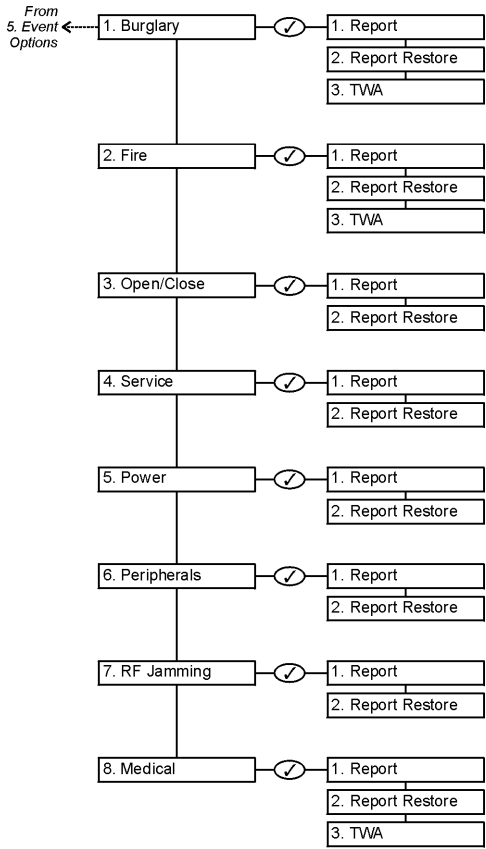 From
5. Event
Options
1. Burglary
✓
1. Report
2. Report Restore
3. TWA
2. Fire
✓
1. Report
2. Report Restore
3. TWA
3. Open/Close
✓
1. Report
2. Report Restore
4. Service
✓
1. Report
2. Report Restore
5. Power
✓
1. Report
2. Report Restore
6. Peripherals
✓
1. Report
2. Report Restore
7. RF Jamming
✓
1. Report
2. Report Restore
8. Medical
✓
1. Report
2. Report Restore
3. TWA